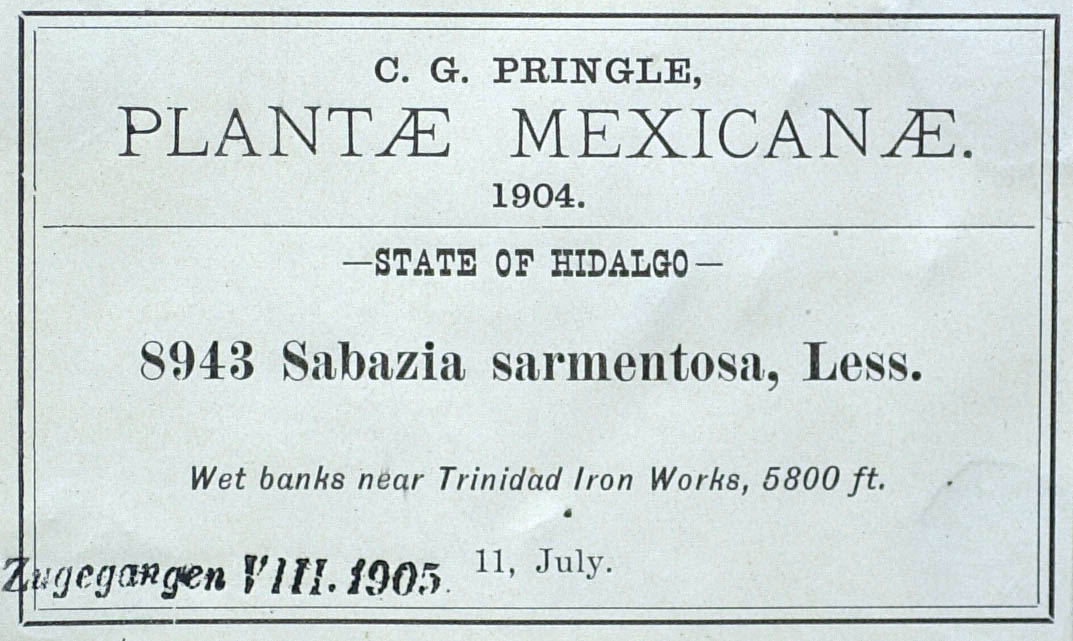 C. G. PRINGLE,
PLANTÆ MEXICANÆ.
1904.
—STATE OF HIDALGO—
8943 Sabazia sarmentosa, Less.
Wet banks near Trinidad Iron Works, 5800 ft.
11, July.
Zugegangen VIII. 1905.